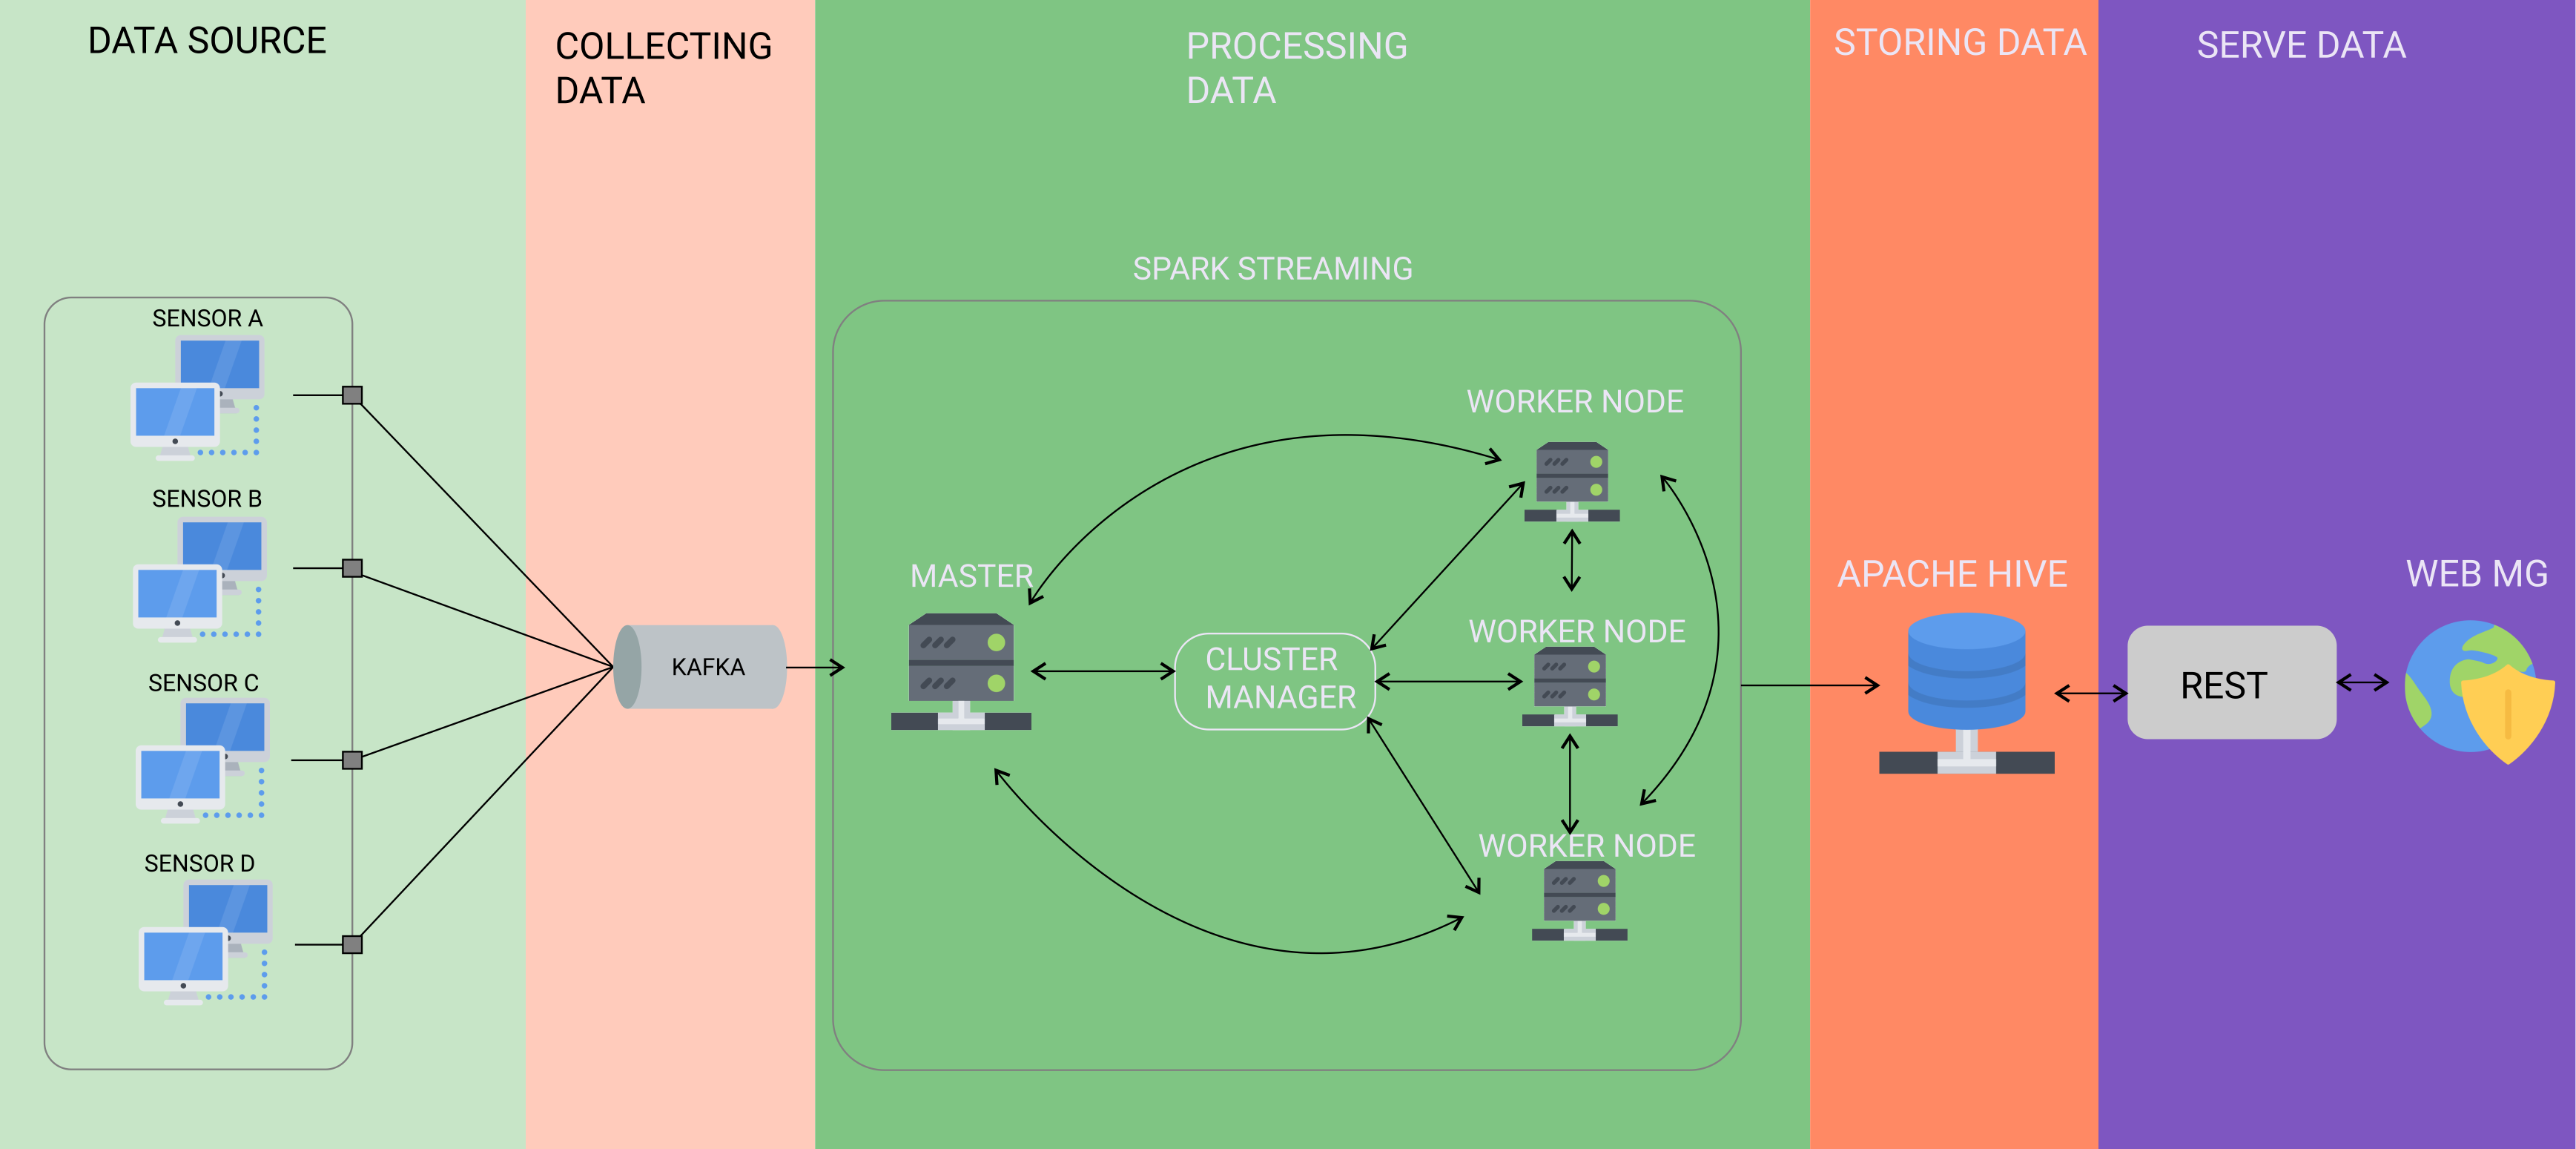 DATA SOURCE
COLLECTING
DATA
PROCESSING
DATA
STORING DATA
SERVE DATA
SENSOR A
SENSOR B
SENSOR C
SENSOR D
KAFKA
SPARK STREAMING
MASTER
CLUSTER
MANAGER
WORKER NODE
WORKER NODE
WORKER NODE
APACHE HIVE
REST
WEB MG